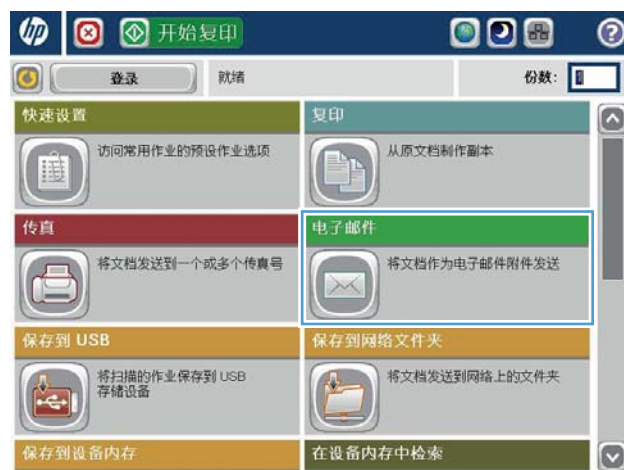 hp 开始复印 ?
登录 就绪 份数: 1
快速设置 复印
访问常用作业的预设作业选项 从原文档制作副本
传真 电子邮件
将文档发送到一个或多个传真号 将文档作为电子邮件附件发送
保存到 USB 保存到网络文件夹
将扫描的作业保存到 USB
存储设备
将文档发送到网络上的文件夹
保存到设备内存 在设备内存中检索